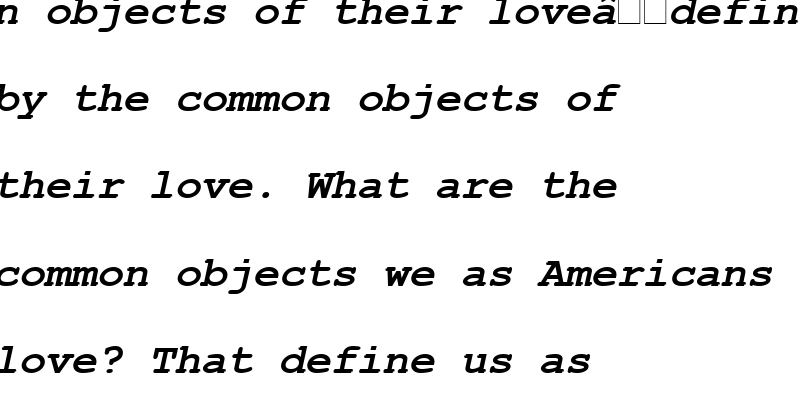 n objects of their loveâ□□defin
by the common objects of
their love. What are the
common objects we as Americans
love? That define us as